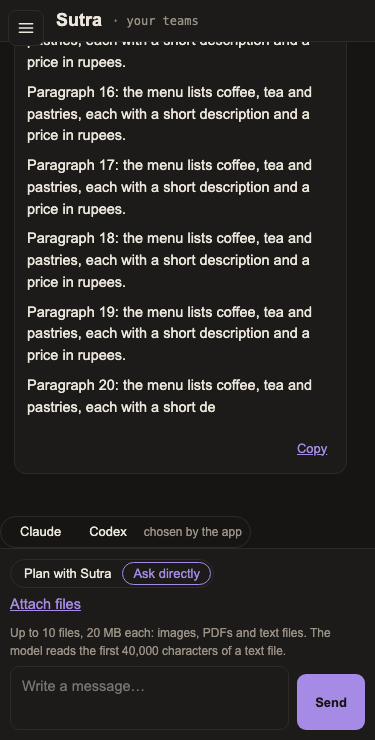 Sutra · your teams
pastries, each with a short description and a
price in rupees.
Paragraph 16: the menu lists coffee, tea and
pastries, each with a short description and a
price in rupees.
Paragraph 17: the menu lists coffee, tea and
pastries, each with a short description and a
price in rupees.
Paragraph 18: the menu lists coffee, tea and
pastries, each with a short description and a
price in rupees.
Paragraph 19: the menu lists coffee, tea and
pastries, each with a short description and a
price in rupees.
Paragraph 20: the menu lists coffee, tea and
pastries, each with a short de
Copy
Claude Codex chosen by the app
Plan with Sutra Ask directly
Attach files
Up to 10 files, 20 MB each: images, PDFs and text files. The
model reads the first 40,000 characters of a text file.
Write a message…
Send